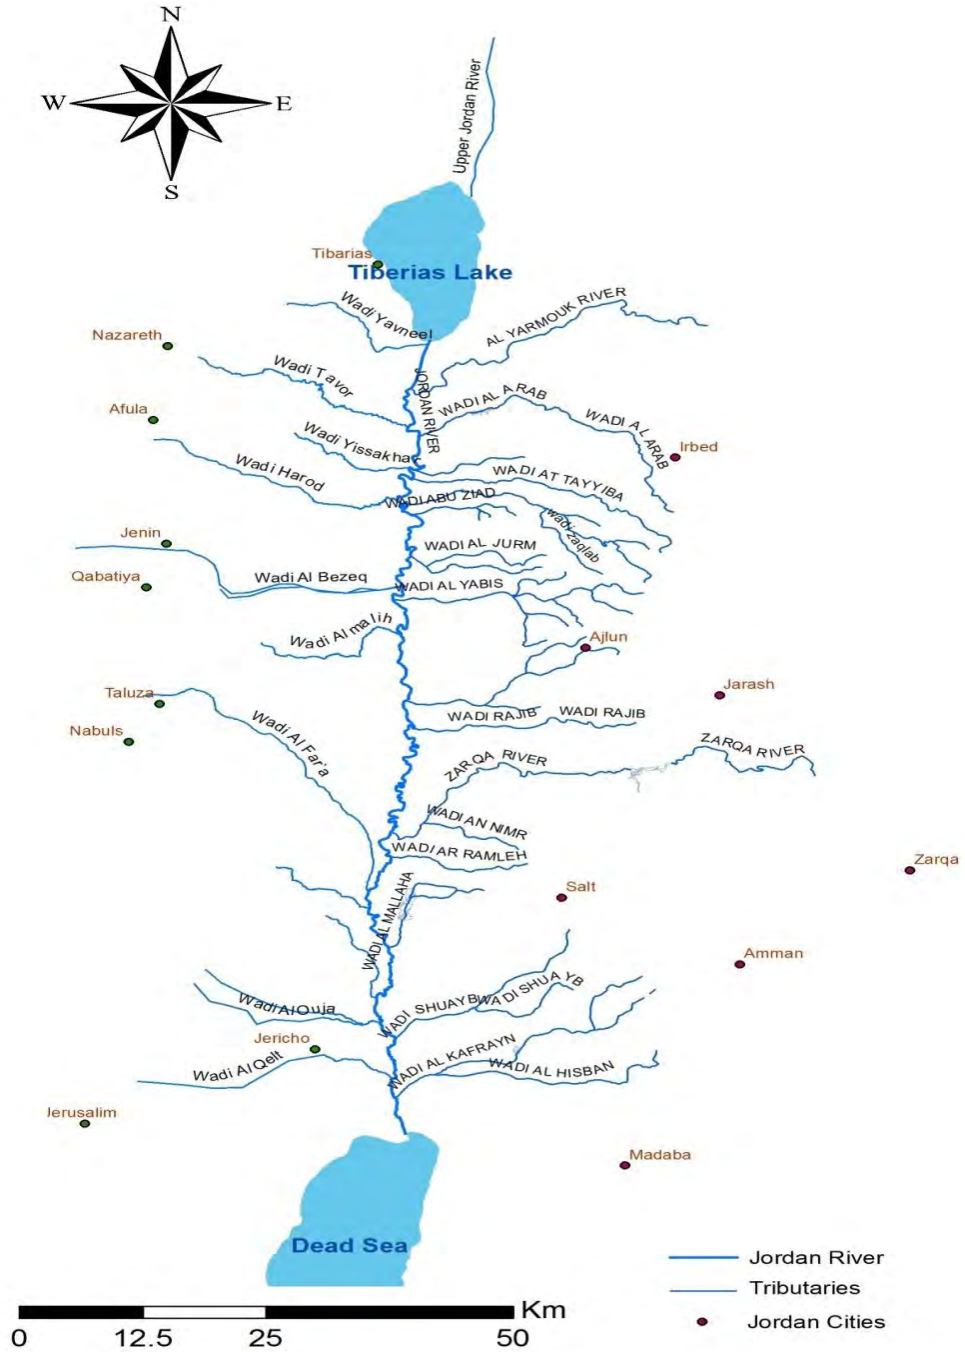 N
W
E
S
Upper Jordan River
Tibarias
Tiberias Lake
Wadi Yavneel
AL YARMOUK RIVER
Nazareth
Wadi Tavor
JORDAN RIVER
WADI AL ARAB
WADI AL ARAB
Afula
Irbed
Wadi Yissakhar
Wadi Harod
WADI AT TAYYIBA
WADI ABU ZIAD
wadi zaqlab
Jenin
WADI AL JURM
Qabatiya
Wadi Al Bezeq
WADI AL YABIS
Wadi Almalih
Ajlun
Jarash
Taluza
Nabuls
Wadi Al Far'a
WADI RAJIB
WADI RAJIB
ZARQA RIVER
ZARQA RIVER
WADI AN NIMR
WADI AR RAMLEH
Zarqa
Salt
WADI AL MALLAHA
Amman
Wadi Al Ouja
WADI SHUAYB
WADI SHUAYB
Jericho
Wadi Al Qelt
WADI AL KAFRAYN
WADI AL HISBAN
Jerusalim
Madaba
Dead Sea
Jordan River
Tributaries
Jordan Cities
Km
0 12.5 25 50